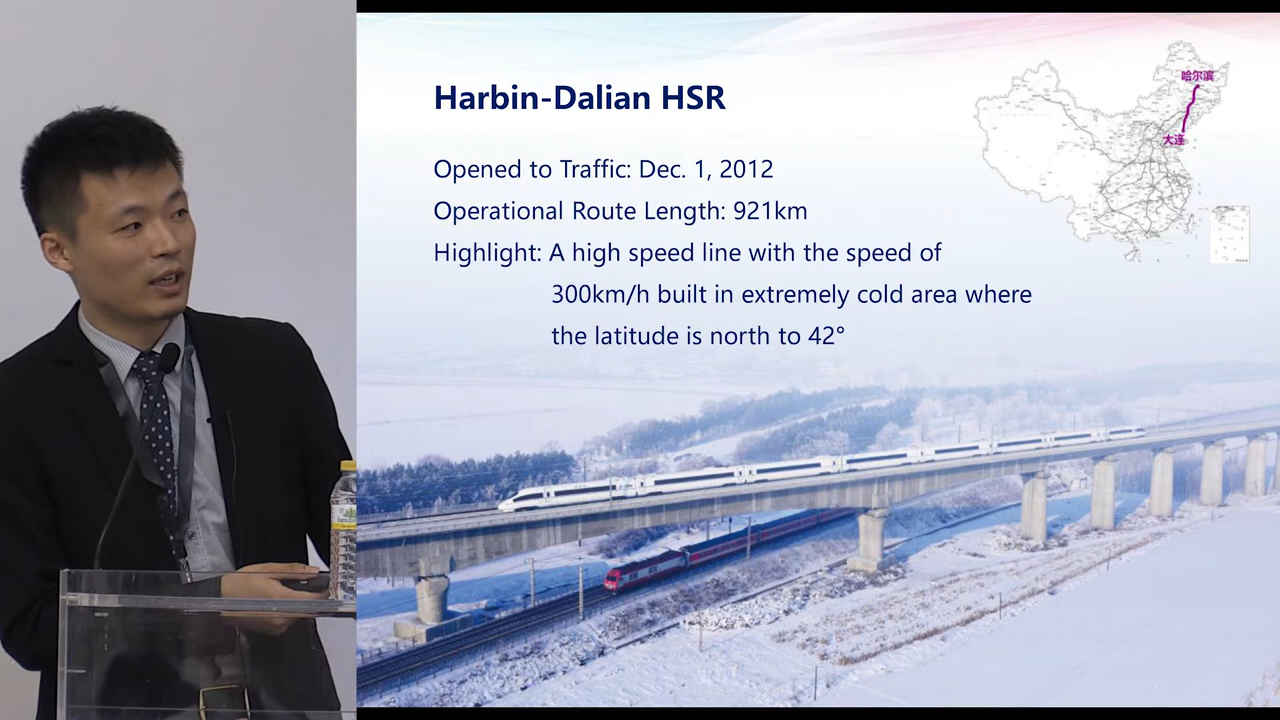 Harbin-Dalian HSR
哈尔滨
大连
Opened to Traffic: Dec. 1, 2012
Operational Route Length: 921km
Highlight: A high speed line with the speed of
300km/h built in extremely cold area where
the latitude is north to 42°